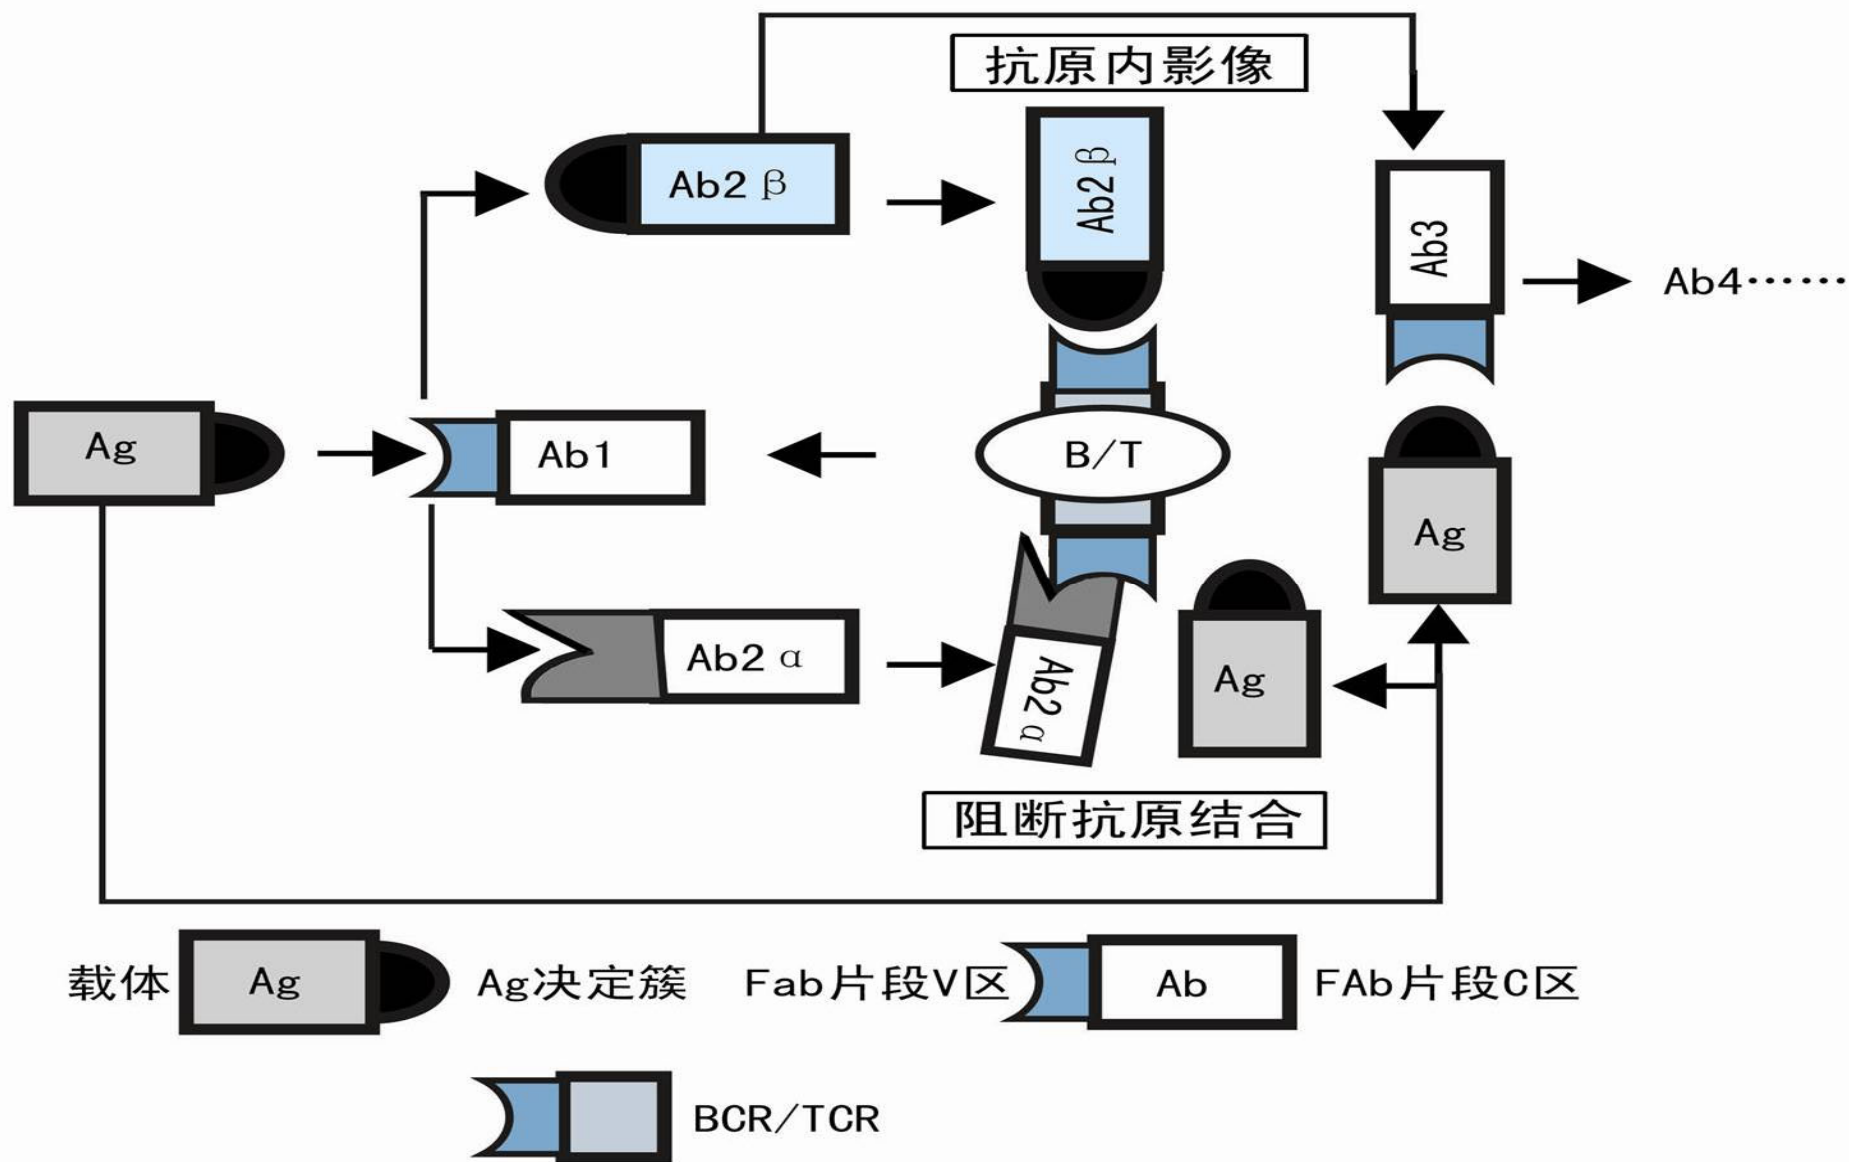 抗原内影像
Ab2 β
Ab2 β
Ab3
Ab4……
Ag
Ab1
B/T
Ag
Ab2 α
Ab2 α
Ag
阻断抗原结合
载体
Ag
Ag决定簇
Fab片段V区
Ab
FAb片段C区
BCR/TCR